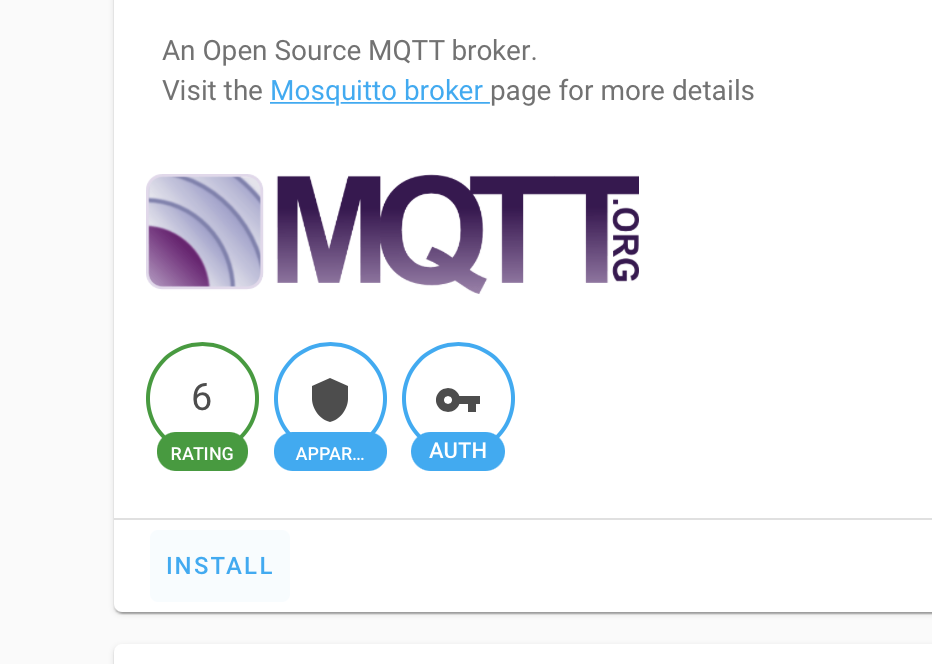 An Open Source MQTT broker.
Visit the Mosquitto broker page for more details
MQTT.ORG
6
RATING
APPAR...
AUTH
INSTALL